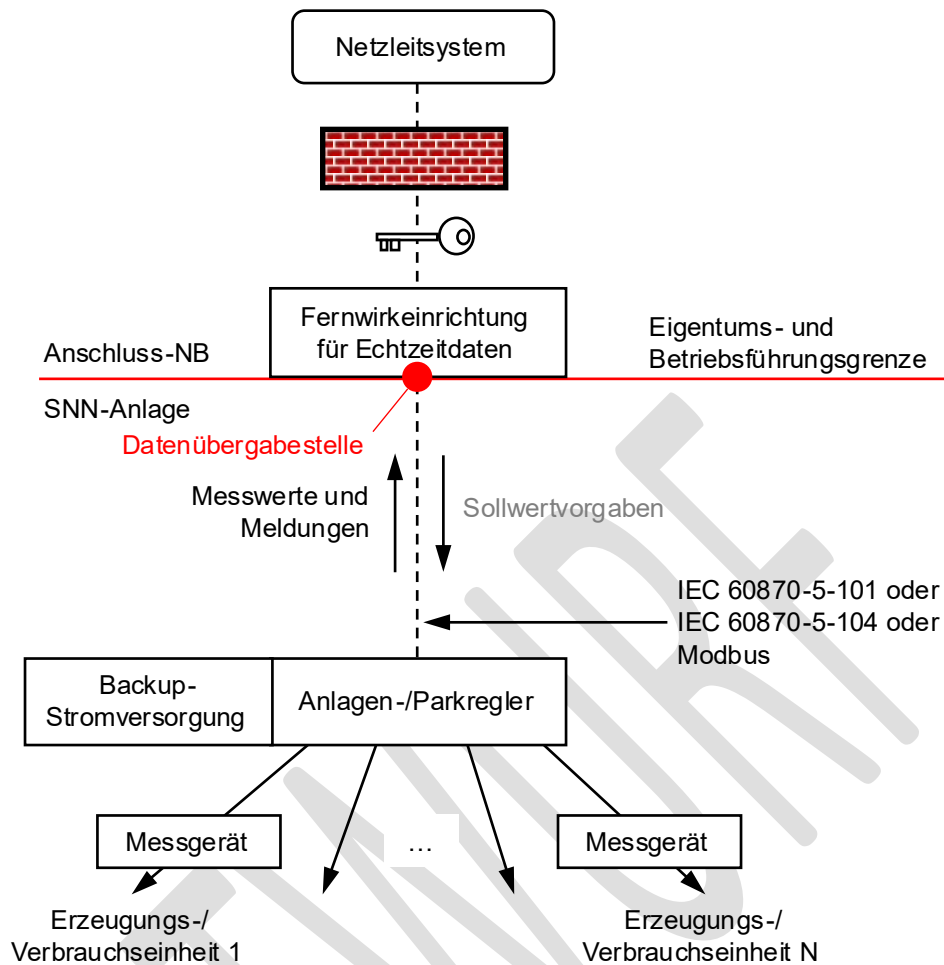 Netzleitsystem
Fernwirkeinrichtung
für Echtzeitdaten
Eigentums- und
Betriebsführungsgrenze
Anschluss-NB
SNN-Anlage
Datenübergabestelle
Messwerte und
Meldungen
Sollwertvorgaben
IEC 60870-5-101 oder
IEC 60870-5-104 oder
Modbus
Backup-
Stromversorgung
Anlagen-/Parkregler
Messgerät
...
Messgerät
Erzeugungs-/
Verbrauchseinheit 1
Erzeugungs-/
Verbrauchseinheit N
ENTWURF